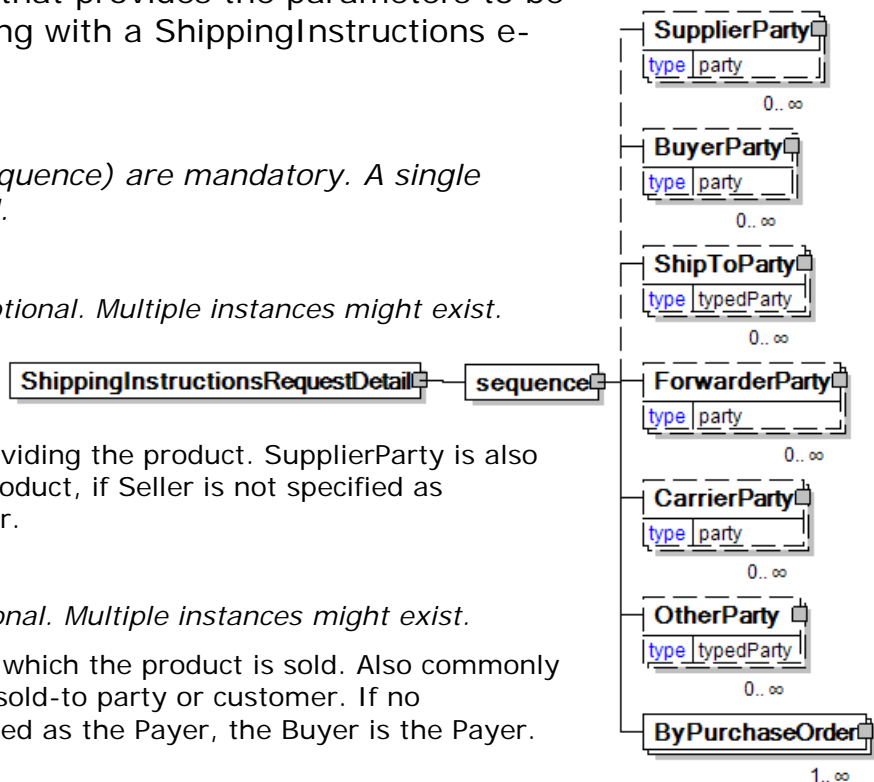 that provides the parameters to be
ng with a ShippingInstructions e-
quence) are mandatory. A single
.
otional. Multiple instances might exist.
ShippingInstructionsRequestDetail
sequence
viding the product. SupplierParty is also
oduct, if Seller is not specified as
r.
onal. Multiple instances might exist.
which the product is sold. Also commonly
sold-to party or customer. If no
ed as the Payer, the Buyer is the Payer.
SupplierParty
type party
0.. ∞
BuyerParty
type party
0.. ∞
ShipToParty
type typedParty
0.. ∞
ForwarderParty
type party
0.. ∞
CarrierParty
type party
0.. ∞
OtherParty
type typedParty
0.. ∞
ByPurchaseOrder
1.. ∞